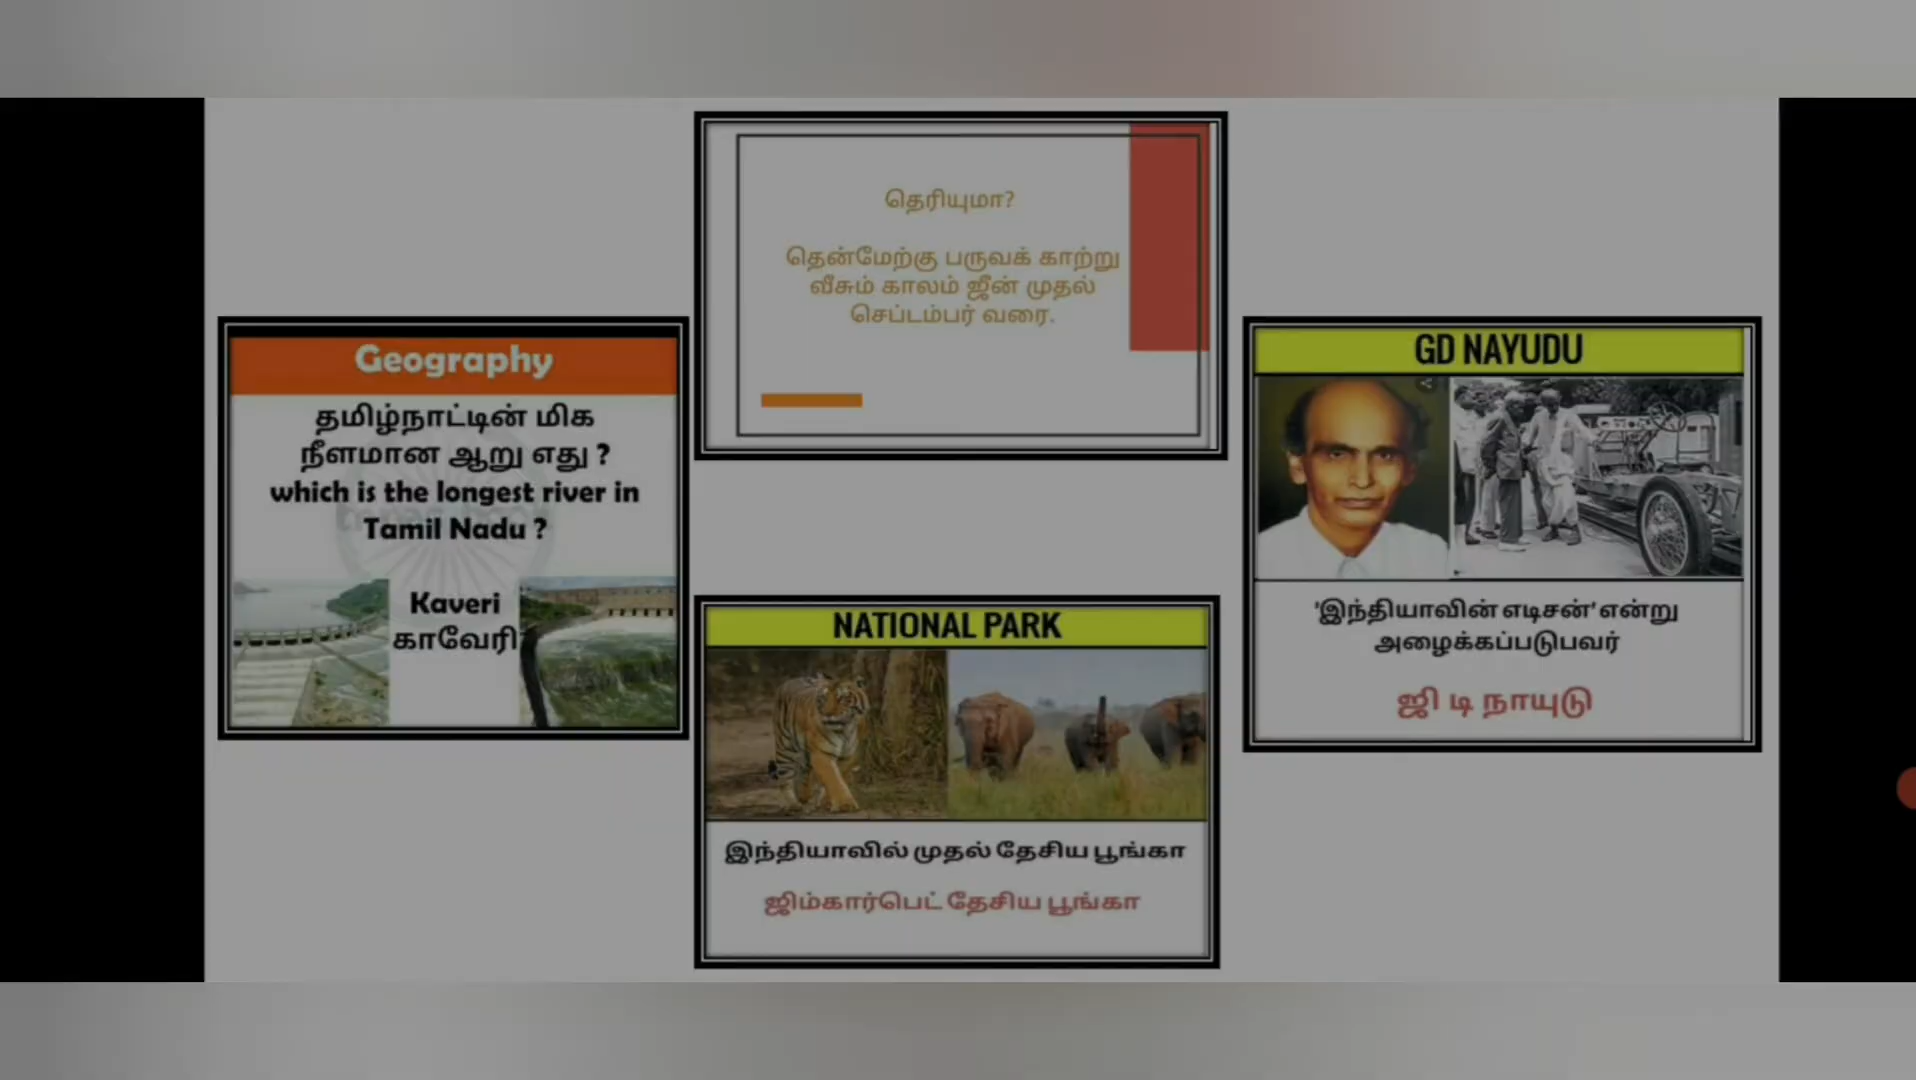 தெரியுமா?
தென்மேற்கு பருவக் காற்று
வீசும் காலம் ஜீன் முதல்
செப்டம்பர் வரை.
Geography
தமிழ்நாட்டின் மிக
நீளமான ஆறு எது ?
which is the longest river in
Tamil Nadu ?
Kaveri
காவேரி
GD NAYUDU
'இந்தியாவின் எடிசன்' என்று
அழைக்கப்படுபவர்
ஜி டி நாயுடு
NATIONAL PARK
இந்தியாவில் முதல் தேசிய பூங்கா
ஜிம்கார்பெட் தேசிய பூங்கா